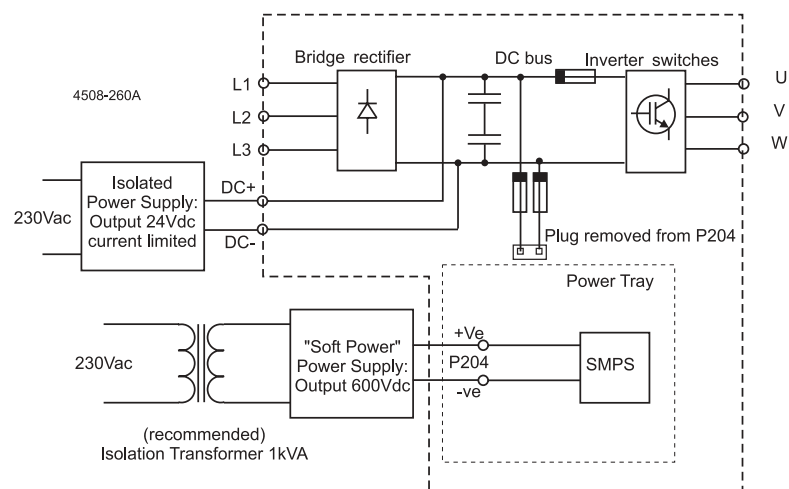 Bridge rectifier
DC bus
Inverter switches
4508-260A
L1
L2
L3
U
V
W
230Vac
Isolated
Power Supply:
Output 24Vdc
current limited
DC+
DC-
Plug removed from P204
Power Tray
230Vac
"Soft Power"
Power Supply:
Output 600Vdc
+Ve
P204
-ve
SMPS
(recommended)
Isolation Transformer 1kVA